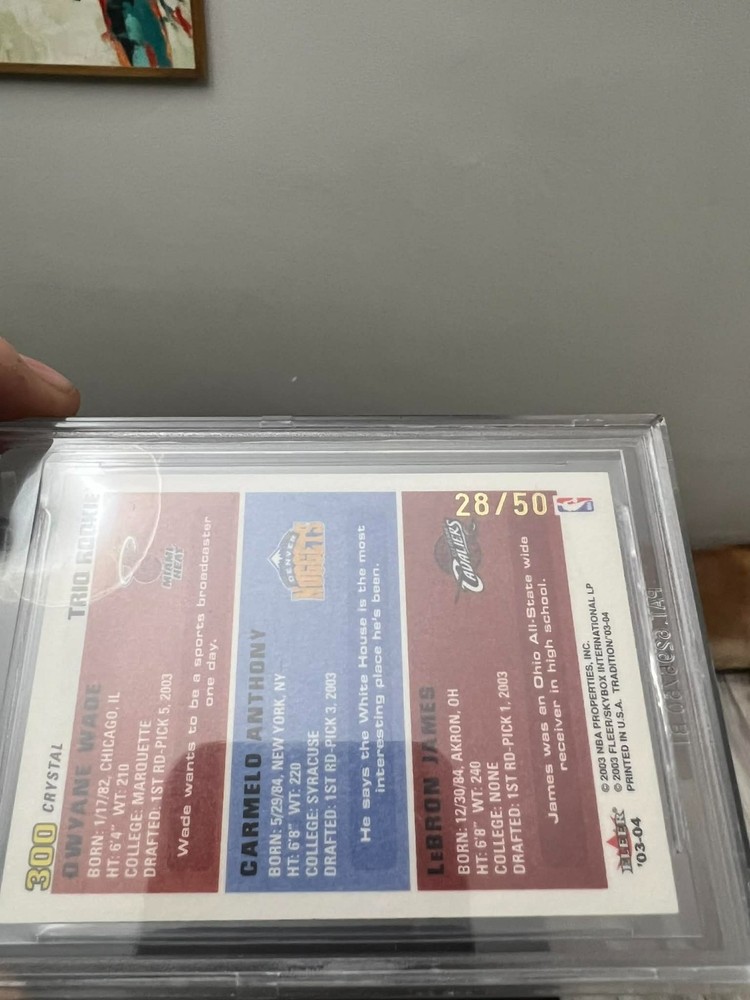 300 CRYSTAL
TRIO ROOKIE
DWYANE WADE
BORN: 1/17/82, CHICAGO, IL
HT: 6'4" WT: 210
COLLEGE: MARQUETTE
DRAFTED: 1ST RD-PICK 5, 2003
MIAMI
HEAT
Wade wants to be a sports broadcaster
one day.
CARMELO ANTHONY
BORN: 5/29/84, NEW YORK, NY
HT: 6'8" WT: 220
COLLEGE: SYRACUSE
DRAFTED: 1ST RD-PICK 3, 2003
DENVER
NUGGETS
He says the White House is the most
interesting place he's been.
LeBRON JAMES
BORN: 12/30/84, AKRON, OH
HT: 6'8" WT: 240
COLLEGE: NONE
DRAFTED: 1ST RD-PICK 1, 2003
CAVALIERS
28/50
James was an Ohio All-State wide
receiver in high school.
FLEER
'03-04
© 2003 NBA PROPERTIES, INC.
© 2003 FLEER/SKYBOX INTERNATIONAL LP
PRINTED IN U.S.A. TRADITION/'03-04